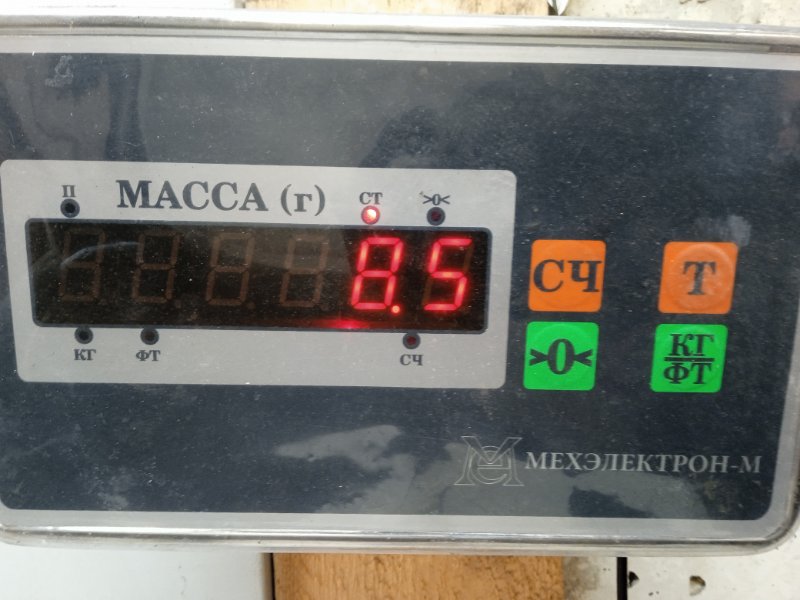 П МАССА (г) СТ >0<
8.5
КГ ФТ СЧ
СЧ Т
>0< КГ/ФТ
МЕХЭЛЕКТРОН-М